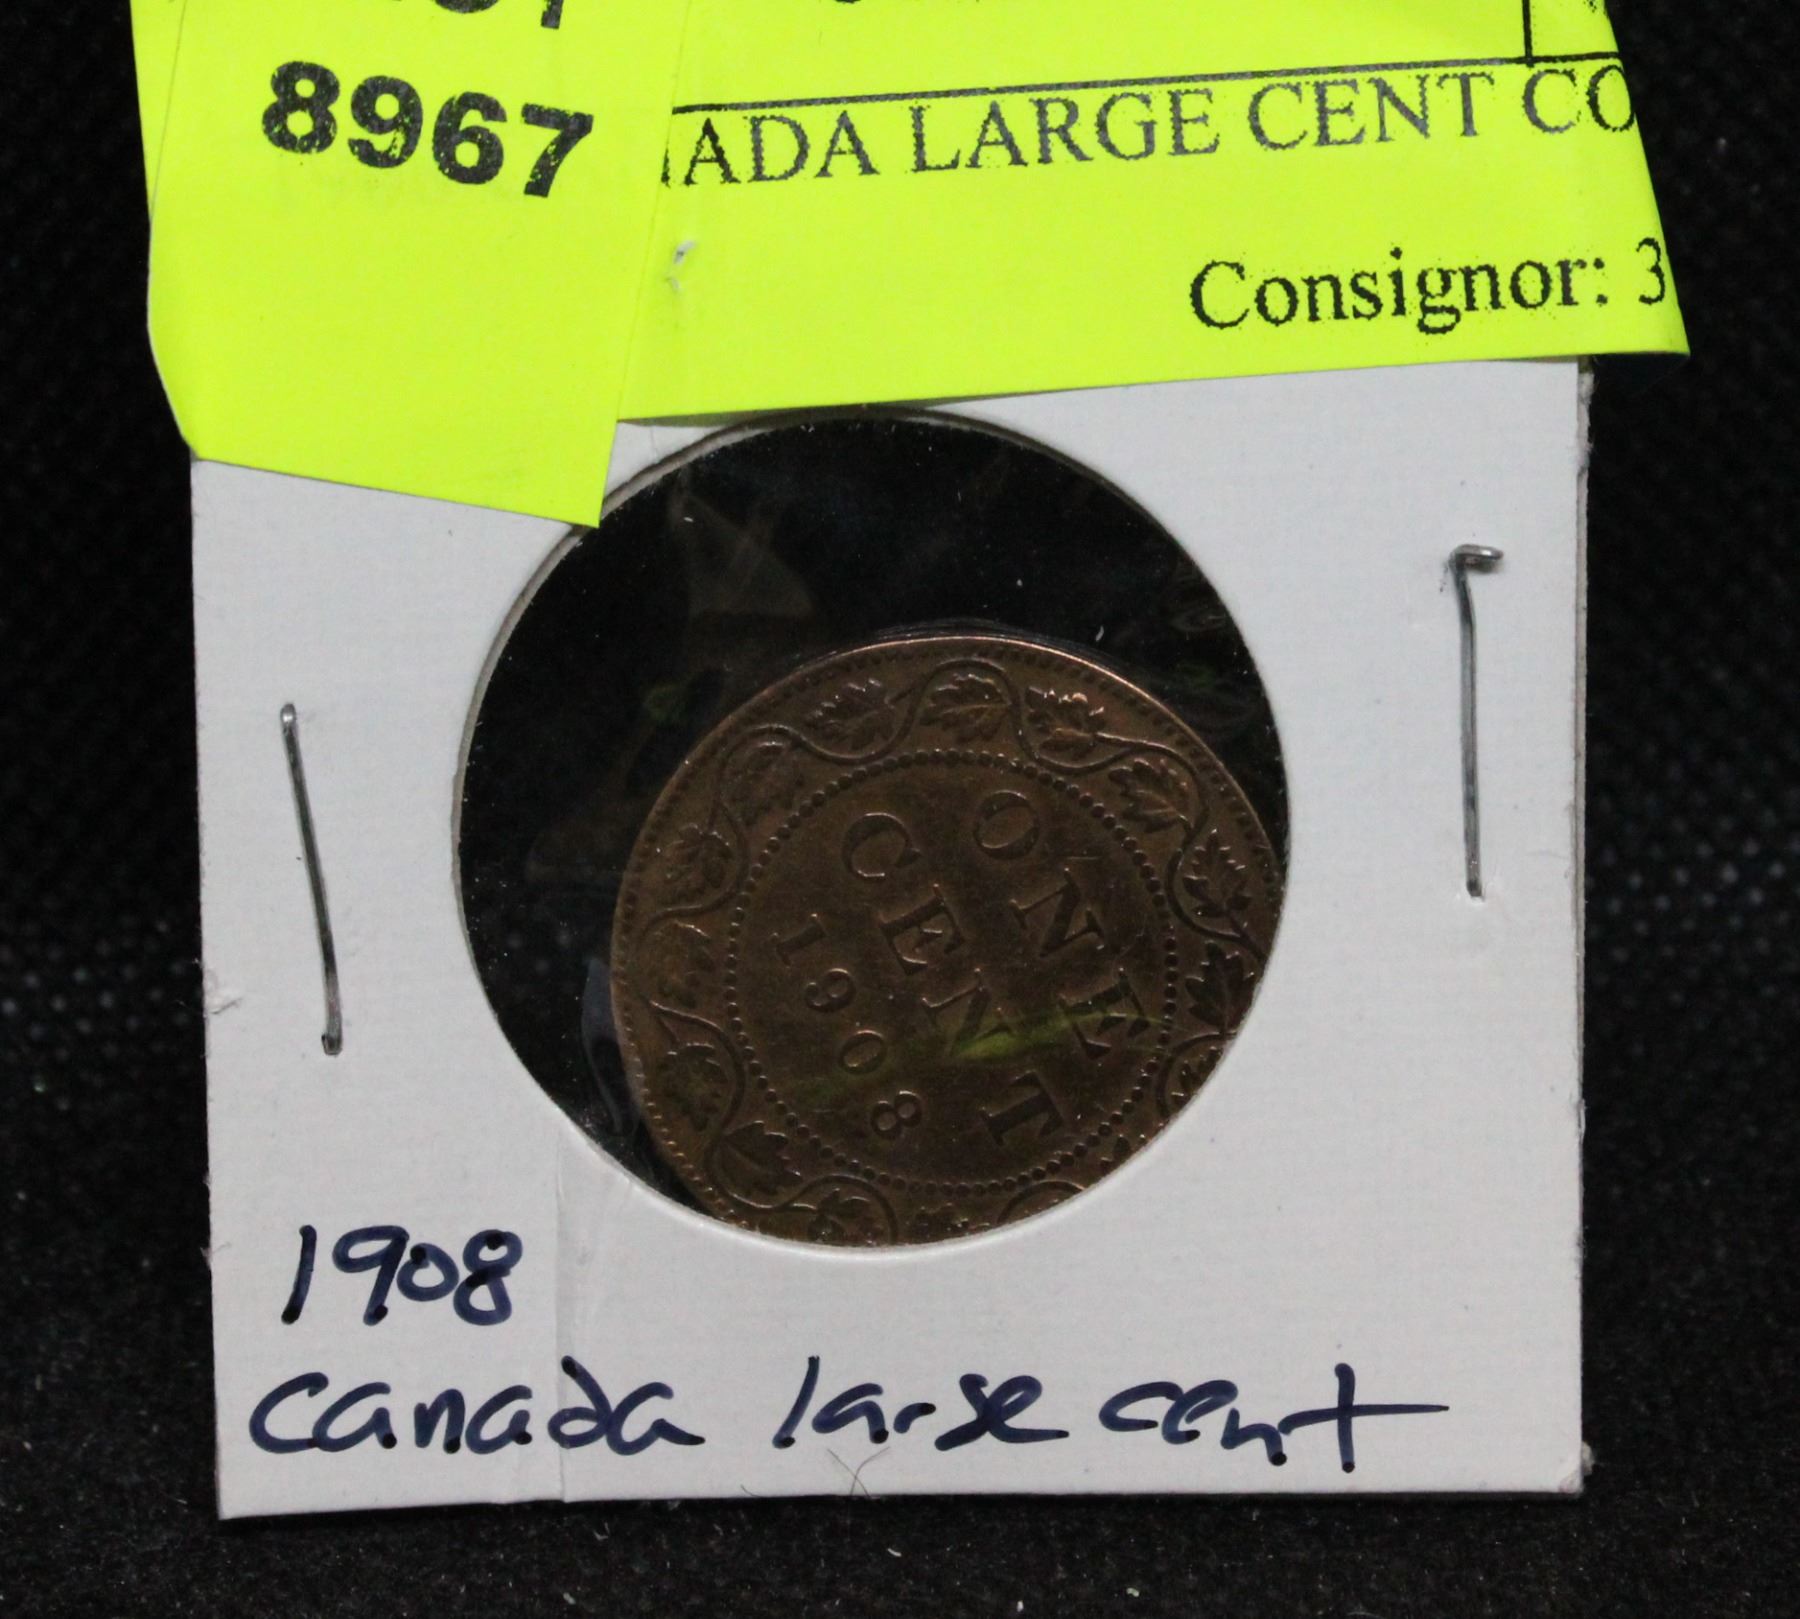 8967
ADA LARGE CENT CO
Consignor: 3
ONE
CENT
1908
1908
canada large cent